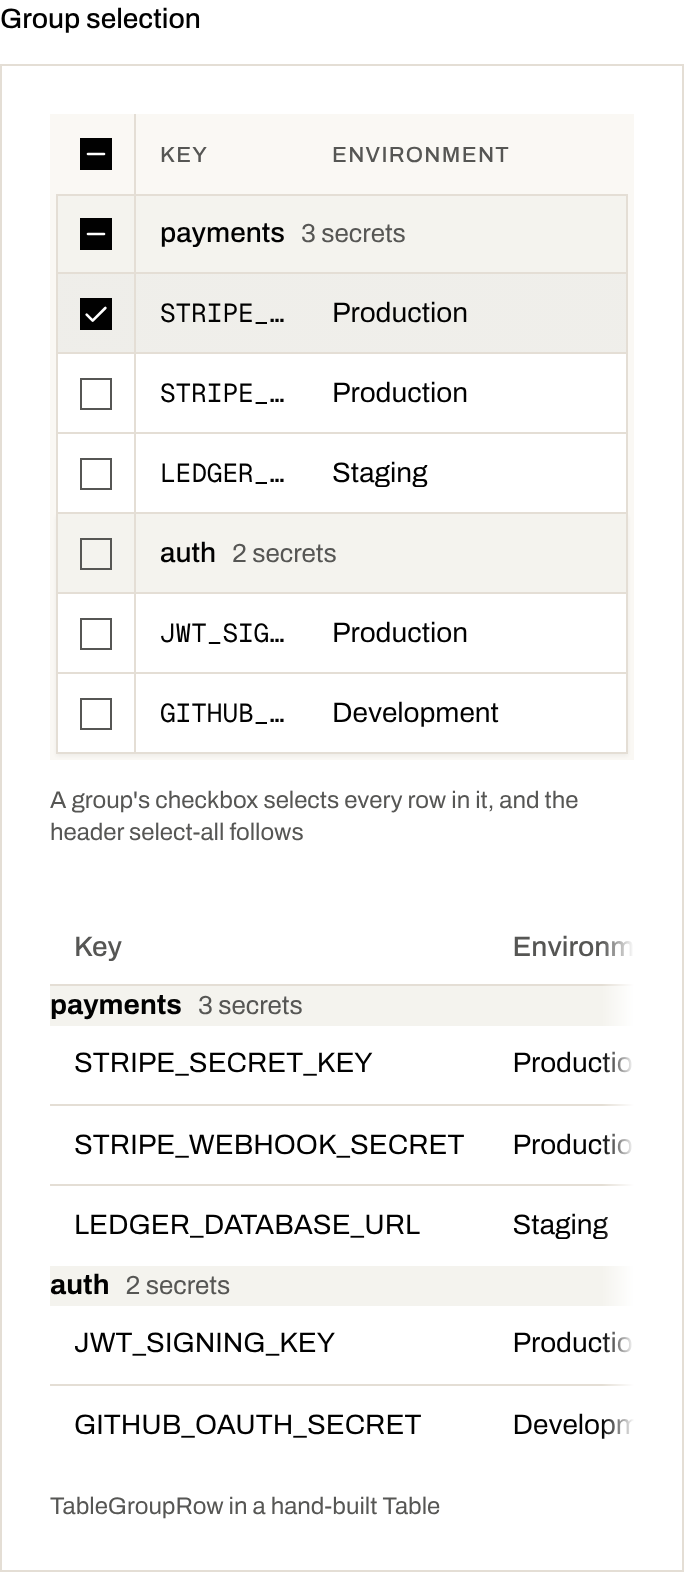 Group selection
KEY ENVIRONMENT
payments 3 secrets
STRIPE_… Production
STRIPE_… Production
LEDGER_… Staging
auth 2 secrets
JWT_SIG… Production
GITHUB_… Development
A group's checkbox selects every row in it, and the
header select-all follows
Key Environm
payments 3 secrets
STRIPE_SECRET_KEY Productio
STRIPE_WEBHOOK_SECRET Productio
LEDGER_DATABASE_URL Staging
auth 2 secrets
JWT_SIGNING_KEY Productio
GITHUB_OAUTH_SECRET Developm
TableGroupRow in a hand-built Table